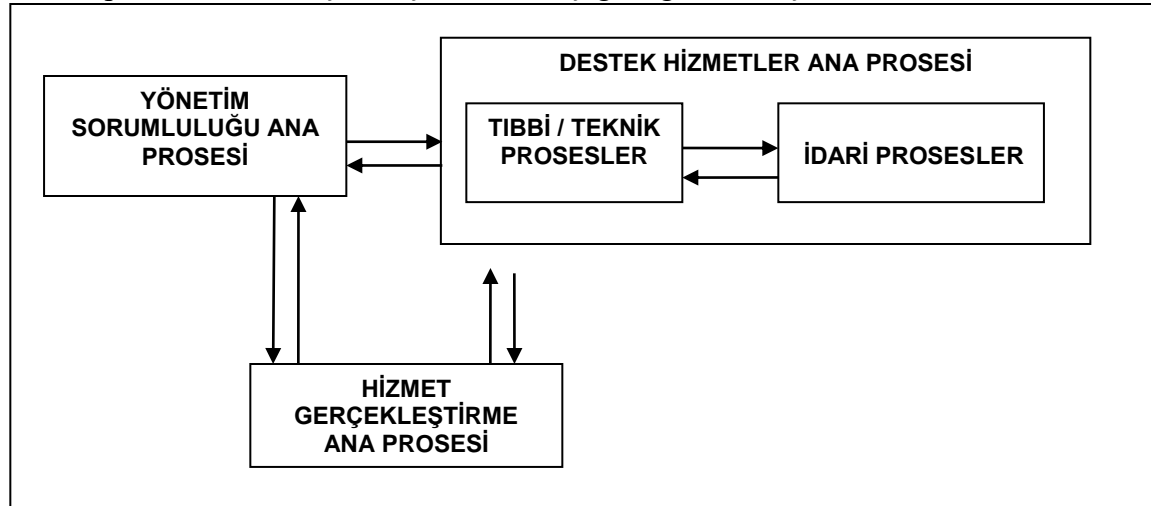 YÖNETİM
SORUMLULUĞU ANA
PROSESİ
DESTEK HİZMETLER ANA PROSESİ
TIBBİ / TEKNİK
PROSESLER
İDARİ PROSESLER
HİZMET
GERÇEKLEŞTİRME
ANA PROSESİ